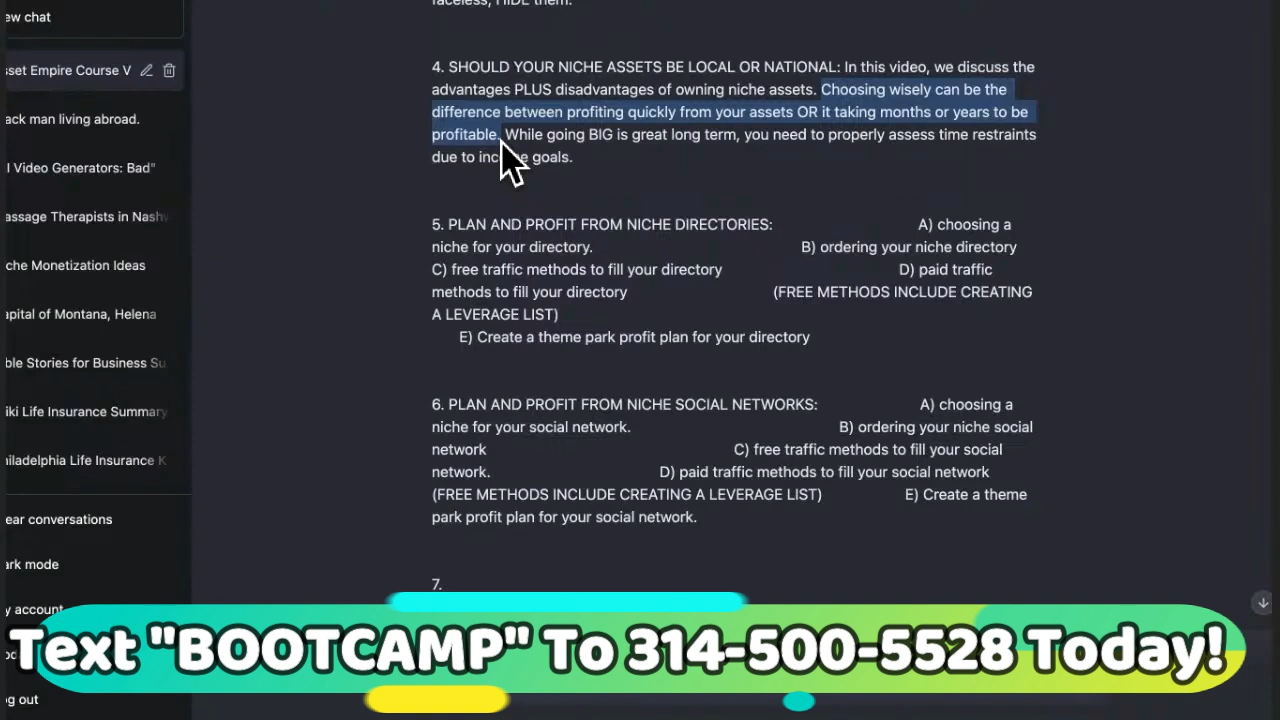 ew chat
sset Empire Course V
ack man living abroad.
l Video Generators: Bad"
assage Therapists in Nashv
che Monetization Ideas
apital of Montana, Helena
ble Stories for Business Su
iki Life Insurance Summary
hiladelphia Life Insurance K
ear conversations
ark mode
y account
og out
faceless, HIDE them.
4. SHOULD YOUR NICHE ASSETS BE LOCAL OR NATIONAL: In this video, we discuss the
advantages PLUS disadvantages of owning niche assets. Choosing wisely can be the
difference between profiting quickly from your assets OR it taking months or years to be
profitable. While going BIG is great long term, you need to properly assess time restraints
due to income goals.
5. PLAN AND PROFIT FROM NICHE DIRECTORIES: A) choosing a
niche for your directory. B) ordering your niche directory
C) free traffic methods to fill your directory D) paid traffic
methods to fill your directory (FREE METHODS INCLUDE CREATING
A LEVERAGE LIST)
E) Create a theme park profit plan for your directory
6. PLAN AND PROFIT FROM NICHE SOCIAL NETWORKS: A) choosing a
niche for your social network. B) ordering your niche social
network C) free traffic methods to fill your social
network. D) paid traffic methods to fill your social network
(FREE METHODS INCLUDE CREATING A LEVERAGE LIST) E) Create a theme
park profit plan for your social network.
7.
Text "BOOTCAMP" To 314-500-5528 Today!